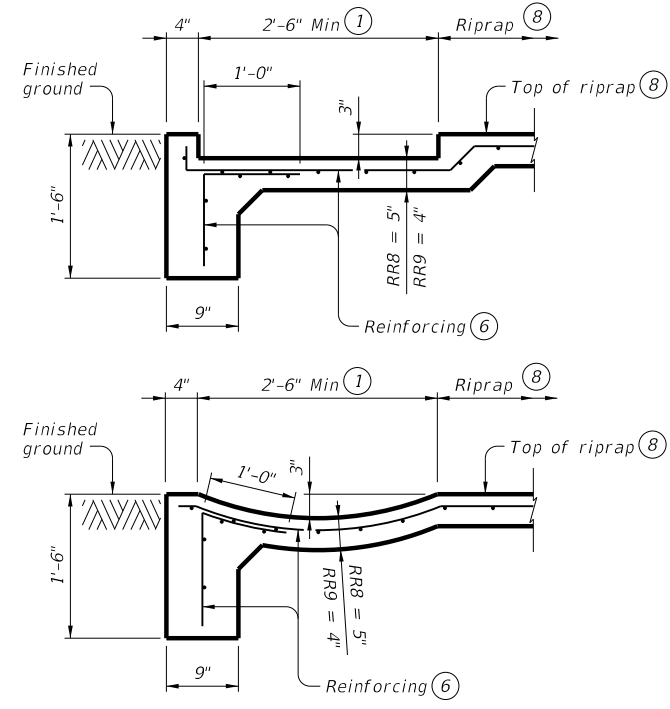 4" 2'-6" Min 1 Riprap 8
Finished
ground
1'-0"
3"
Top of riprap 8
1'-6"
RR8 = 5"
RR9 = 4"
9"
Reinforcing 6
4" 2'-6" Min 1 Riprap 8
Finished
ground
1'-0"
3"
Top of riprap 8
1'-6"
RR8 = 5"
RR9 = 4"
9"
Reinforcing 6